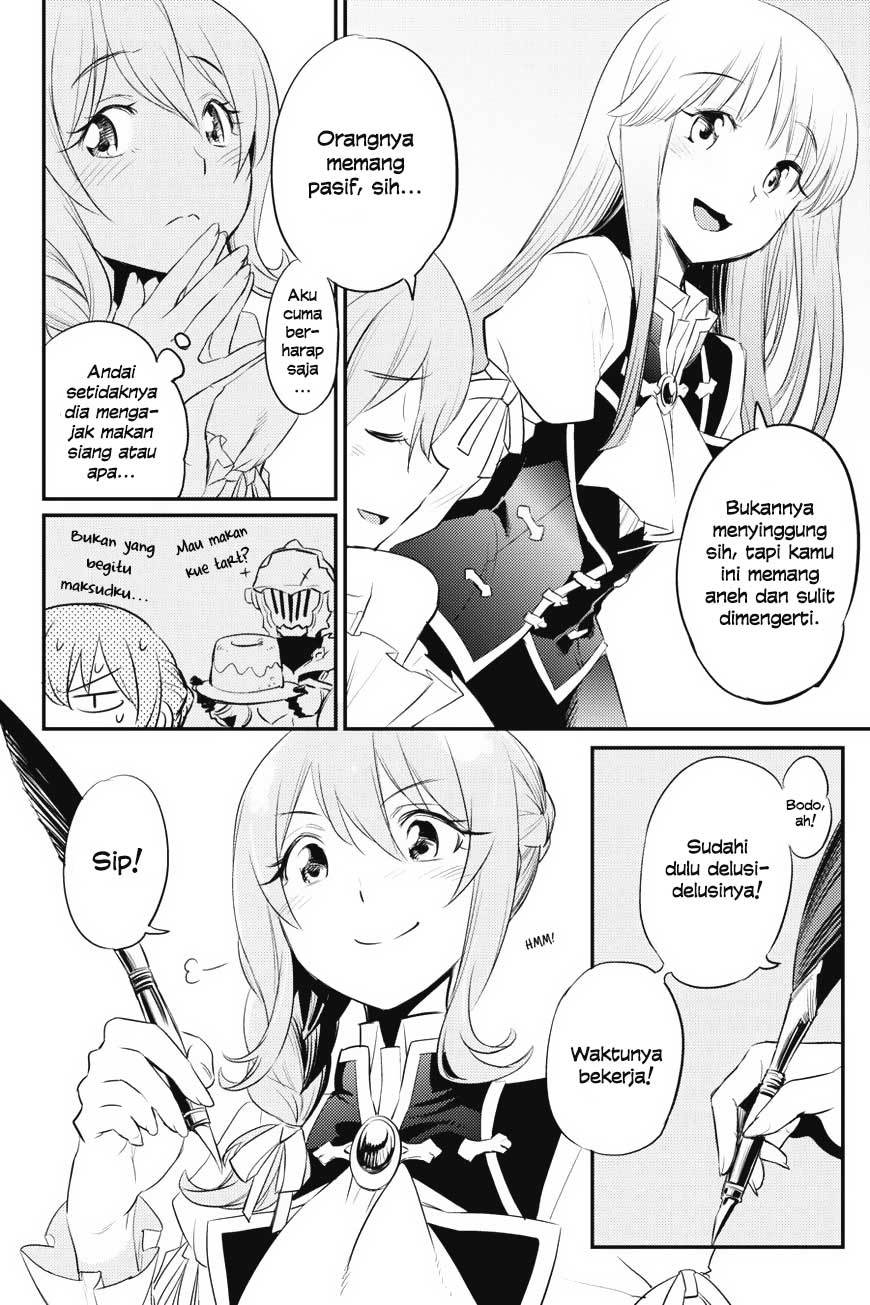 Orangnya
memang
pasif, sih...
Bukannya
menyinggung
sih, tapi kamu
ini memang
aneh dan sulit
dimengerti.
Aku
cuma
ber-
harap
saja
...
Andai
setidaknya
dia menga-
jak makan
siang atau
apa...
Mau makan
kue tart?
Bukan yang
begitu
maksudku...
Bodo,
ah!
Sudahi
dulu delusi-
delusinya!
Waktunya
bekerja!
HMM!
Sip!